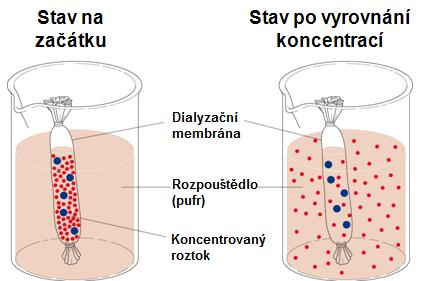 Stav na
začátku
Stav po vyrovnání
koncentrací
Dialyzační
membrána
Rozpouštědlo
(pufr)
Koncentrovaný
roztok